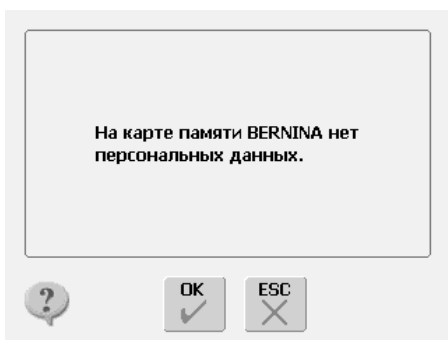 На карте памяти BERNINA нет
персональных данных.
?
OK
ESC